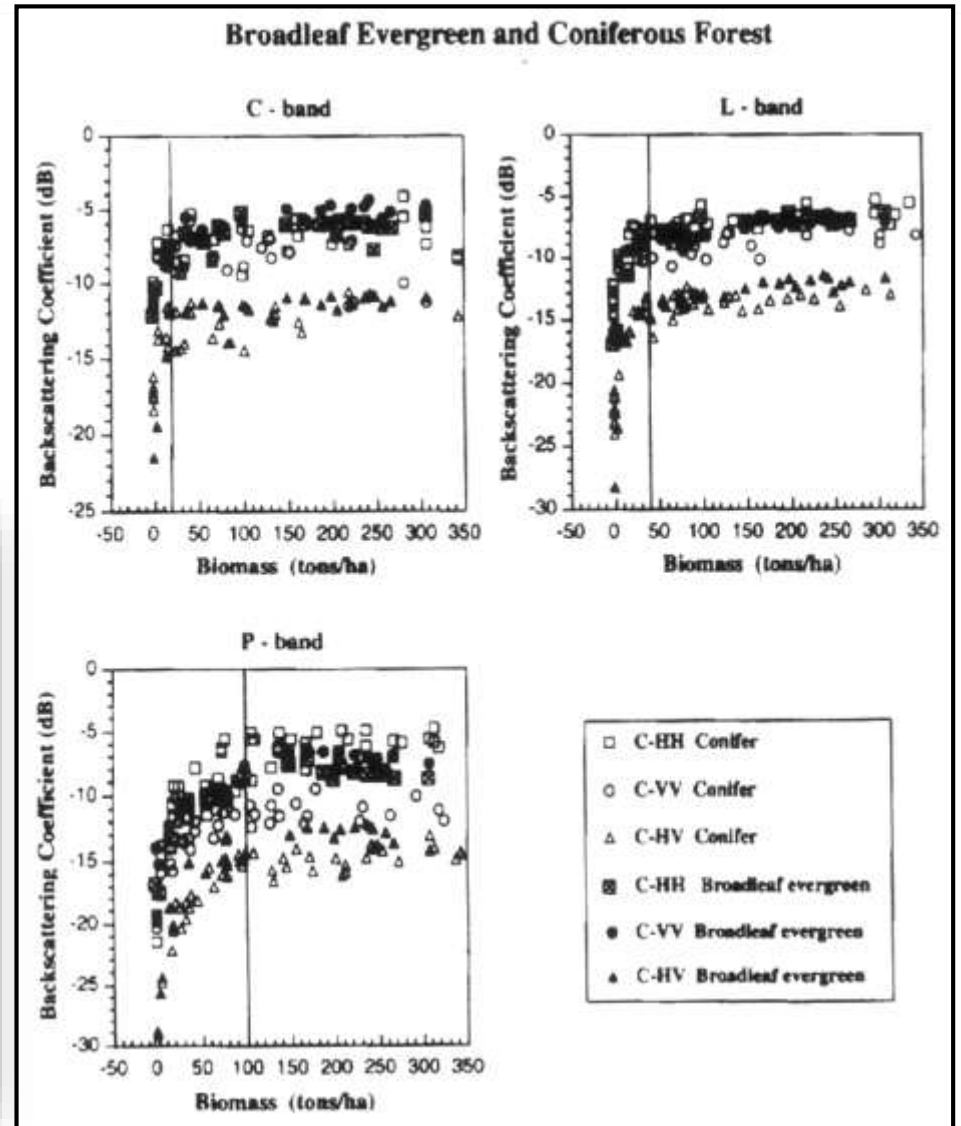 Broadleaf Evergreen and Coniferous Forest
C - band
0
-5
-10
-15
-20
-25
Backscattering Coefficient (dB)
-50 0 50 100 150 200 250 300 350
Biomass (tons/ha)
L - band
0
-5
-10
-15
-20
-25
-30
Backscattering Coefficient (dB)
-50 0 50 100 150 200 250 300 350
Biomass (tons/ha)
P - band
0
-5
-10
-15
-20
-25
-30
Backscattering Coefficient (dB)
-50 0 50 100 150 200 250 300 350
Biomass (tons/ha)
C-HH Conifer
C-VV Conifer
C-HV Conifer
C-HH Broadleaf evergreen
C-VV Broadleaf evergreen
C-HV Broadleaf evergreen